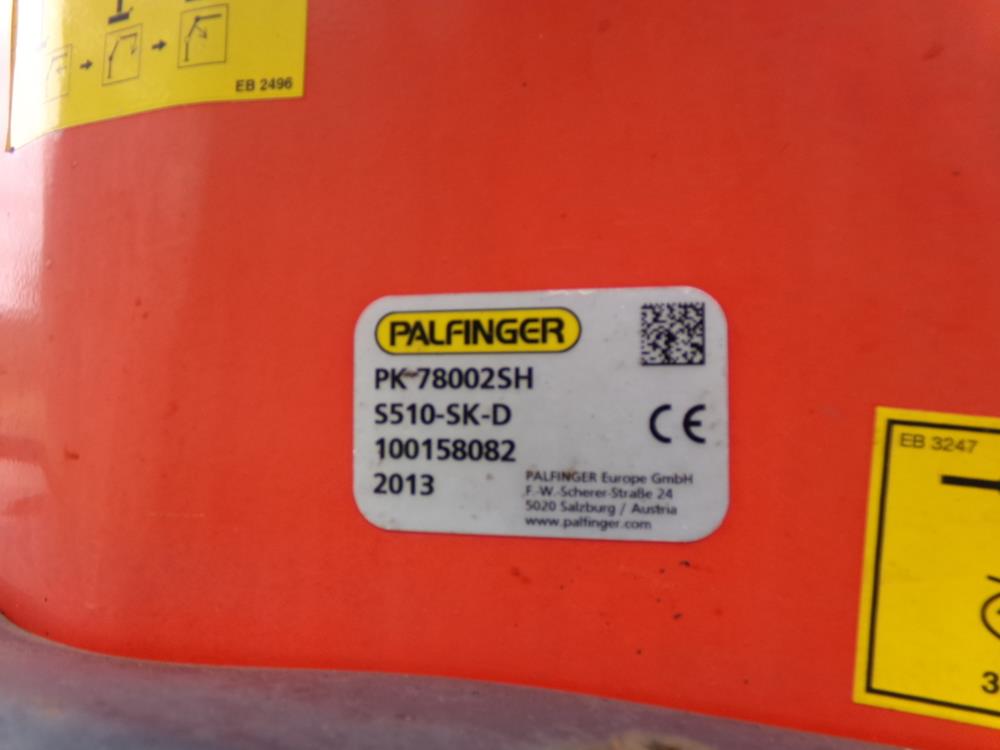 EB 2496
PALFINGER
PK 78002SH
S510-SK-D
100158082
2013
CE
PALFINGER Europe GmbH
F.-W.-Scherer-Straße 24
5020 Salzburg / Austria
www.palfinger.com
EB 3247